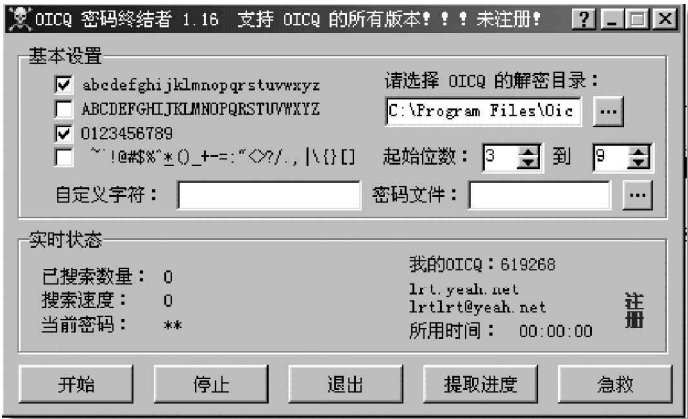 OICQ 密码终结者 1.16 支持 OICQ 的所有版本!!!未注册!
基本设置
abcdefghijklmnopqrstuvwxyz
ABCDEFGHIJKLMNOPQRSTUVWXYZ
0123456789
~`!@#$%^*()_+-=:"<>?/.,|\{}[]
请选择 OICQ 的解密目录:
C:\Program Files\Oic ...
起始位数: 3 到 9
自定义字符:
密码文件: ...
实时状态
已搜索数量: 0
搜索速度: 0
当前密码: **
我的OICQ:619268
lrt.yeah.net
lrtlrt@yeah.net
所用时间: 00:00:00
注册
开始 停止 退出 提取进度 急救